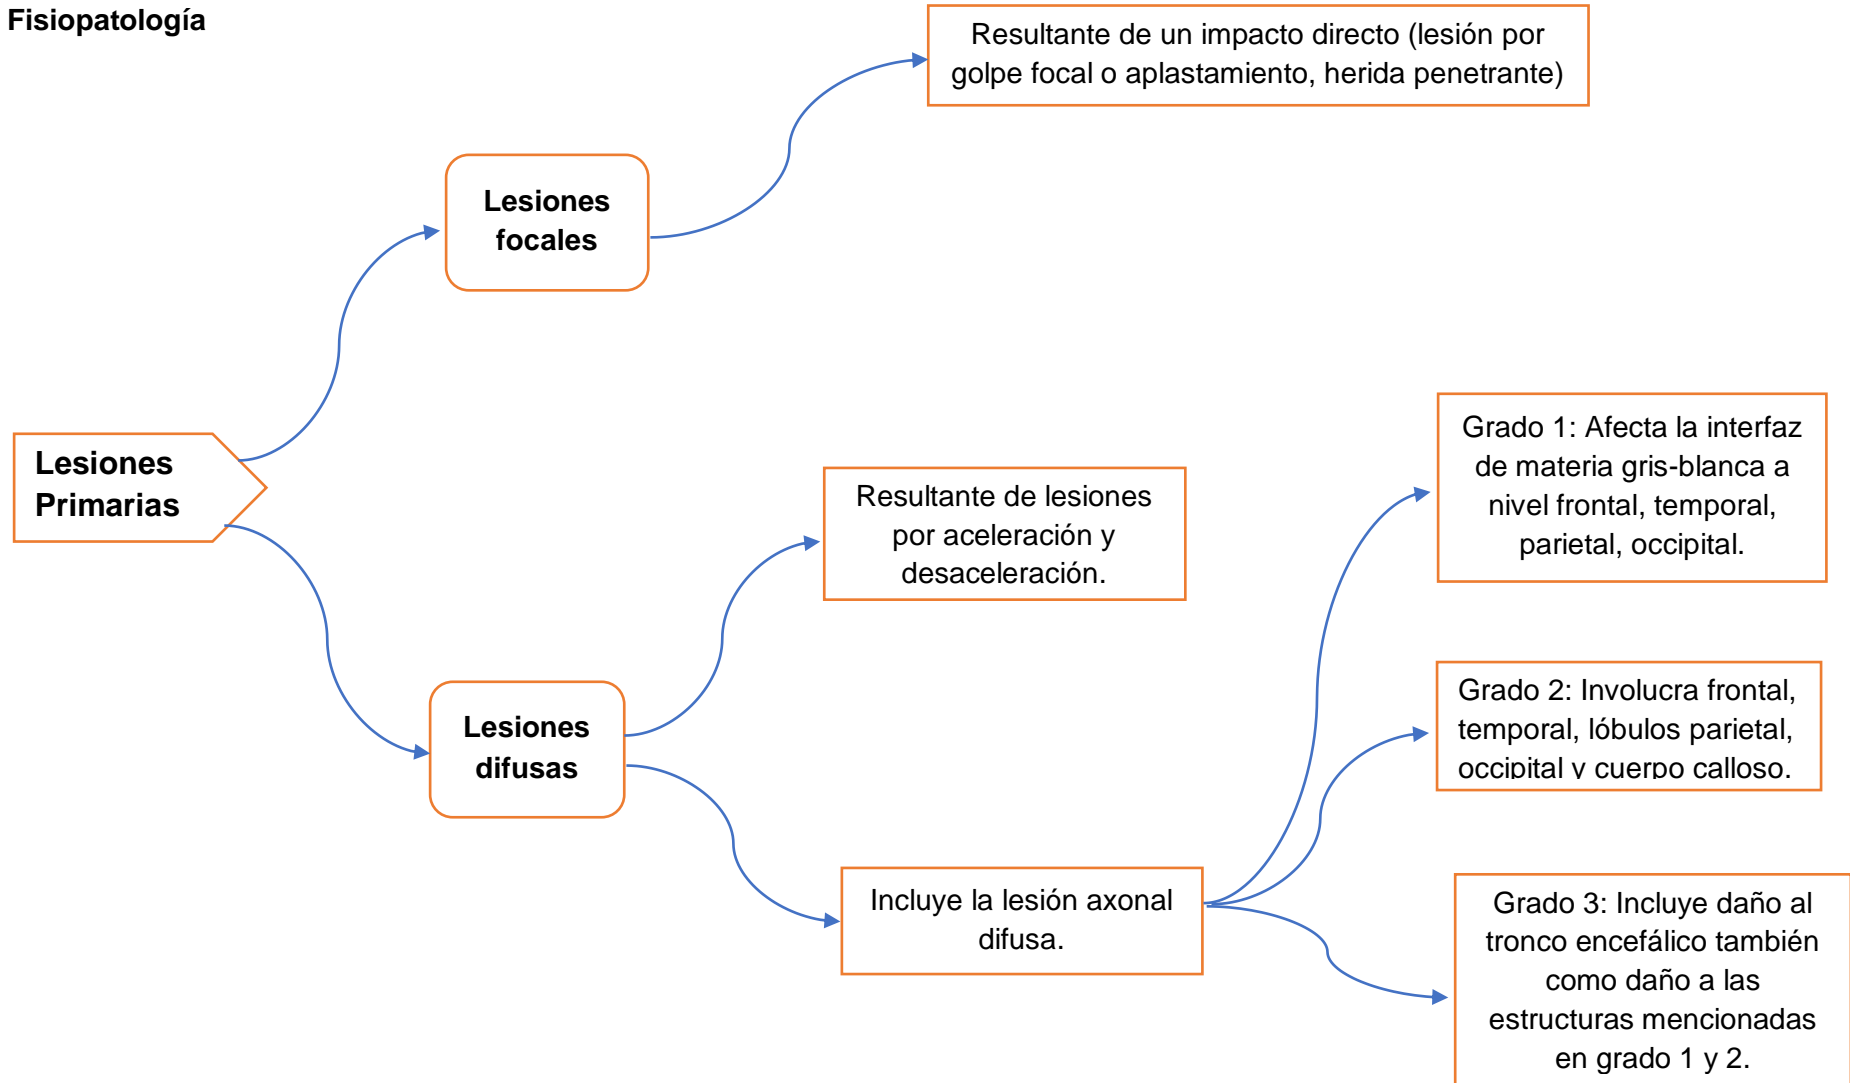 Fisiopatología
Resultante de un impacto directo (lesión por
golpe focal o aplastamiento, herida penetrante)
Lesiones
focales
Lesiones
Primarias
Resultante de lesiones
por aceleración y
desaceleración.
Lesiones
difusas
Incluye la lesión axonal
difusa.
Grado 1: Afecta la interfaz
de materia gris-blanca a
nivel frontal, temporal,
parietal, occipital.
Grado 2: Involucra frontal,
temporal, lóbulos parietal,
occipital y cuerpo calloso.
Grado 3: Incluye daño al
tronco encefálico también
como daño a las
estructuras mencionadas
en grado 1 y 2.